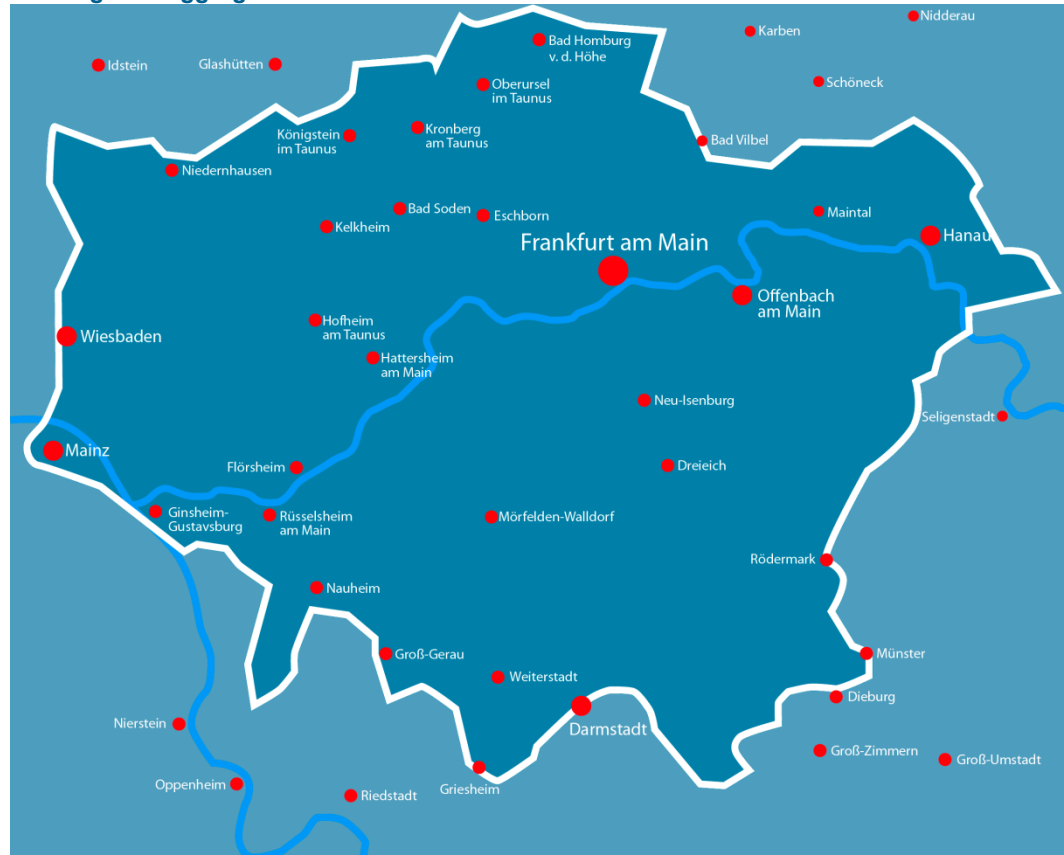 Nidderau
Karben
Bad Homburg
v. d. Höhe
Idstein
Glashütten
Schöneck
Oberursel
im Taunus
Königstein
im Taunus
Kronberg
am Taunus
Bad Vilbel
Niedernhausen
Bad Soden
Eschborn
Maintal
Kelkheim
Hanau
Frankfurt am Main
Offenbach
am Main
Hofheim
am Taunus
Wiesbaden
Hattersheim
am Main
Neu-Isenburg
Seligenstadt
Mainz
Flörsheim
Dreieich
Ginsheim-
Gustavsburg
Rüsselsheim
am Main
Mörfelden-Walldorf
Rödermark
Nauheim
Groß-Gerau
Münster
Weiterstadt
Dieburg
Nierstein
Darmstadt
Groß-Zimmern
Groß-Umstadt
Oppenheim
Griesheim
Riedstadt